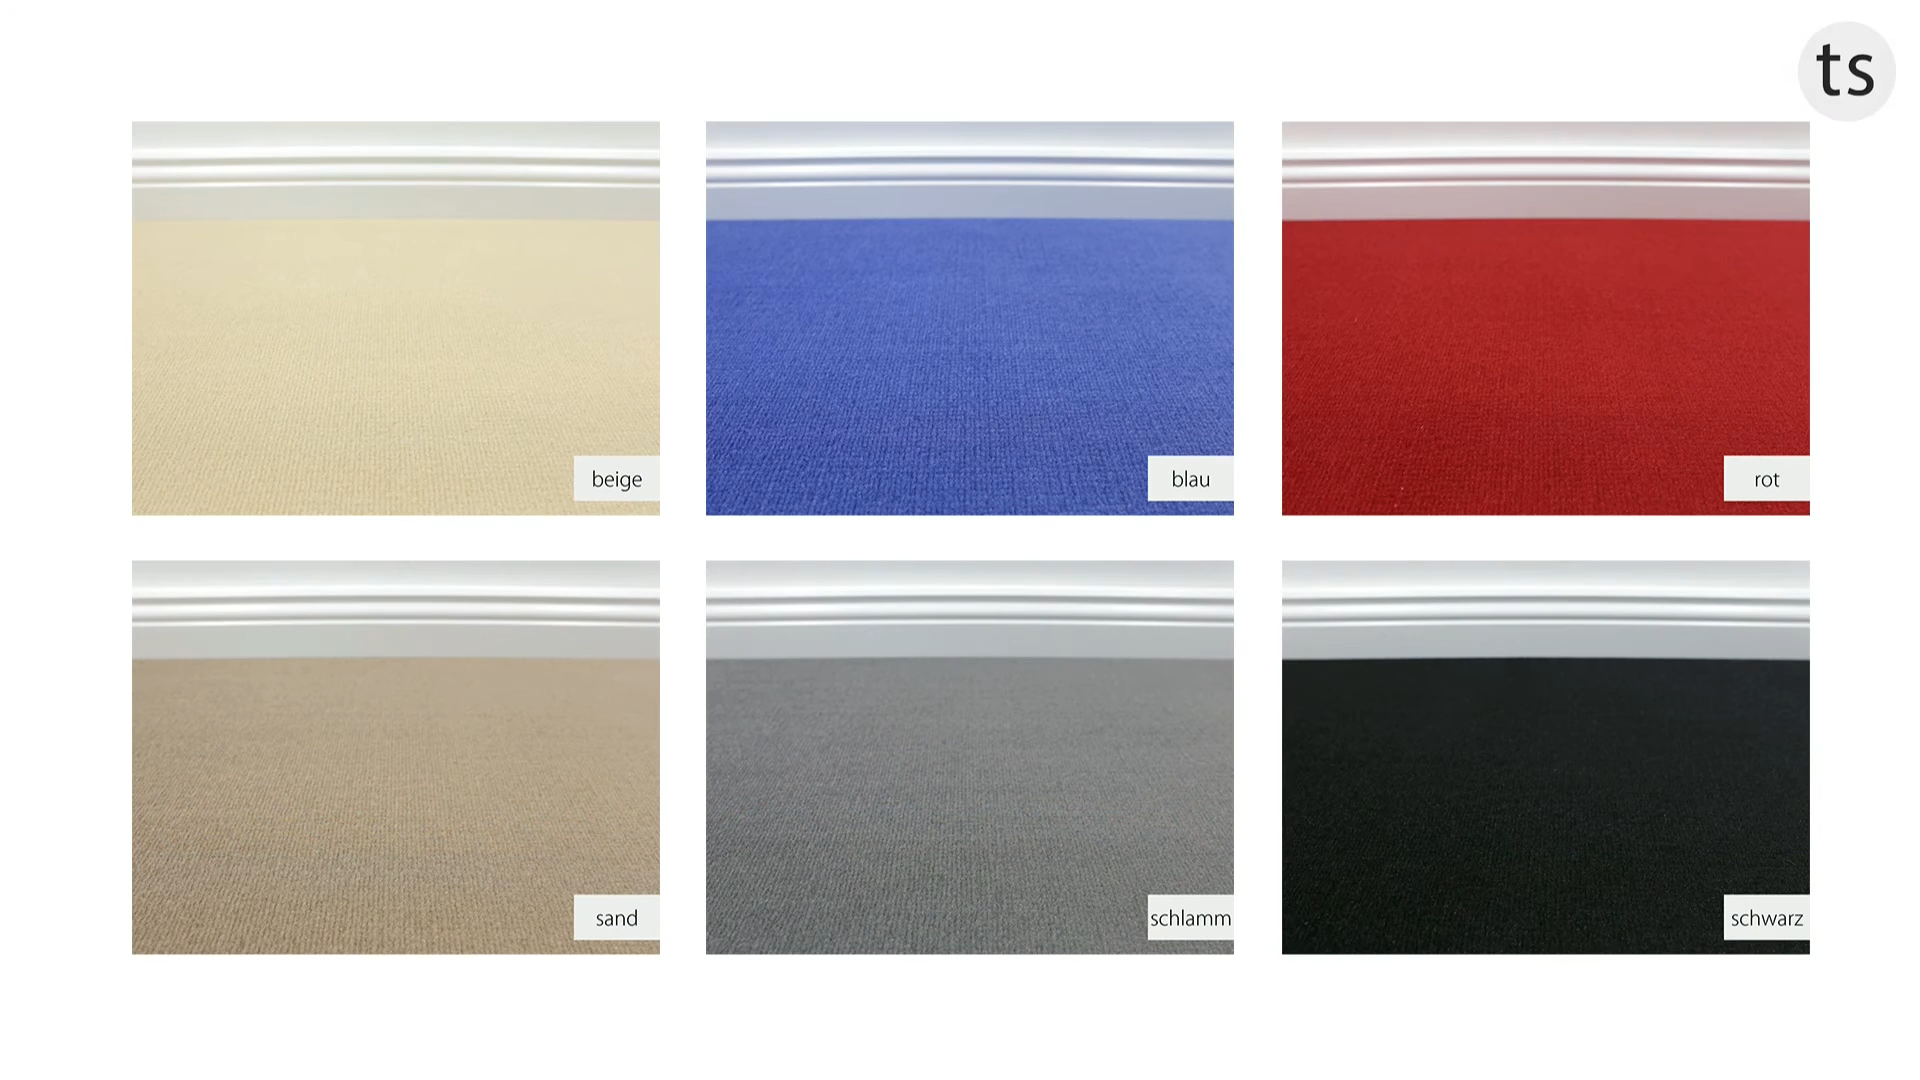 ts
beige
blau
rot
sand
schlamm
schwarz